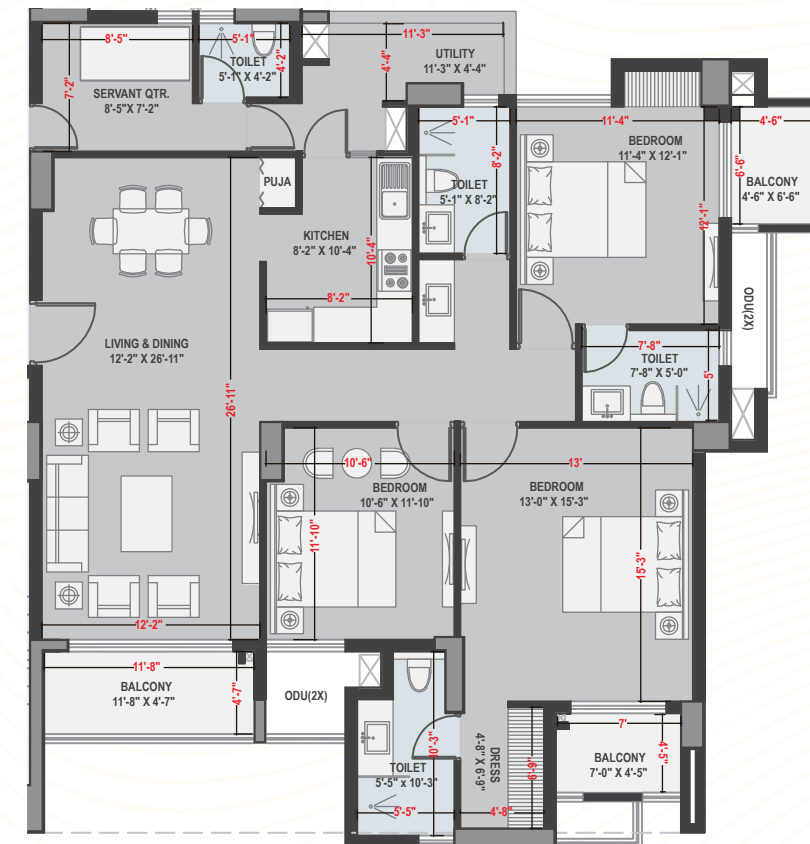 8'-5"
5'-1"
4'-2"
TOILET
5'-1" X 4'-2"
7'-2"
SERVANT QTR.
8'-5"X 7'-2"
11'-3"
4'-4"
UTILITY
11'-3" X 4'-4"
5'-1"
8'-2"
TOILET
5'-1" X 8'-2"
11'-4"
BEDROOM
11'-4" X 12'-1"
12'-1"
4'-6"
6'-6"
BALCONY
4'-6" X 6'-6"
PUJA
KITCHEN
8'-2" X 10'-4"
10'-4"
8'-2"
ODU(2X)
LIVING & DINING
12'-2" X 26'-11"
26'-11"
7'-8"
TOILET
7'-8" X 5'-0"
5'
10'-6"
BEDROOM
10'-6" X 11'-10"
11'-10"
13'
BEDROOM
13'-0" X 15'-3"
15'-3"
12'-2"
11'-8"
BALCONY
11'-8" X 4'-7"
4'-7"
ODU(2X)
10'-3"
TOILET
5'-5" x 10'-3"
5'-5"
DRESS
4'-8" X 6'-9"
6'-9"
4'-8"
7'
4'-5"
BALCONY
7'-0" X 4'-5"